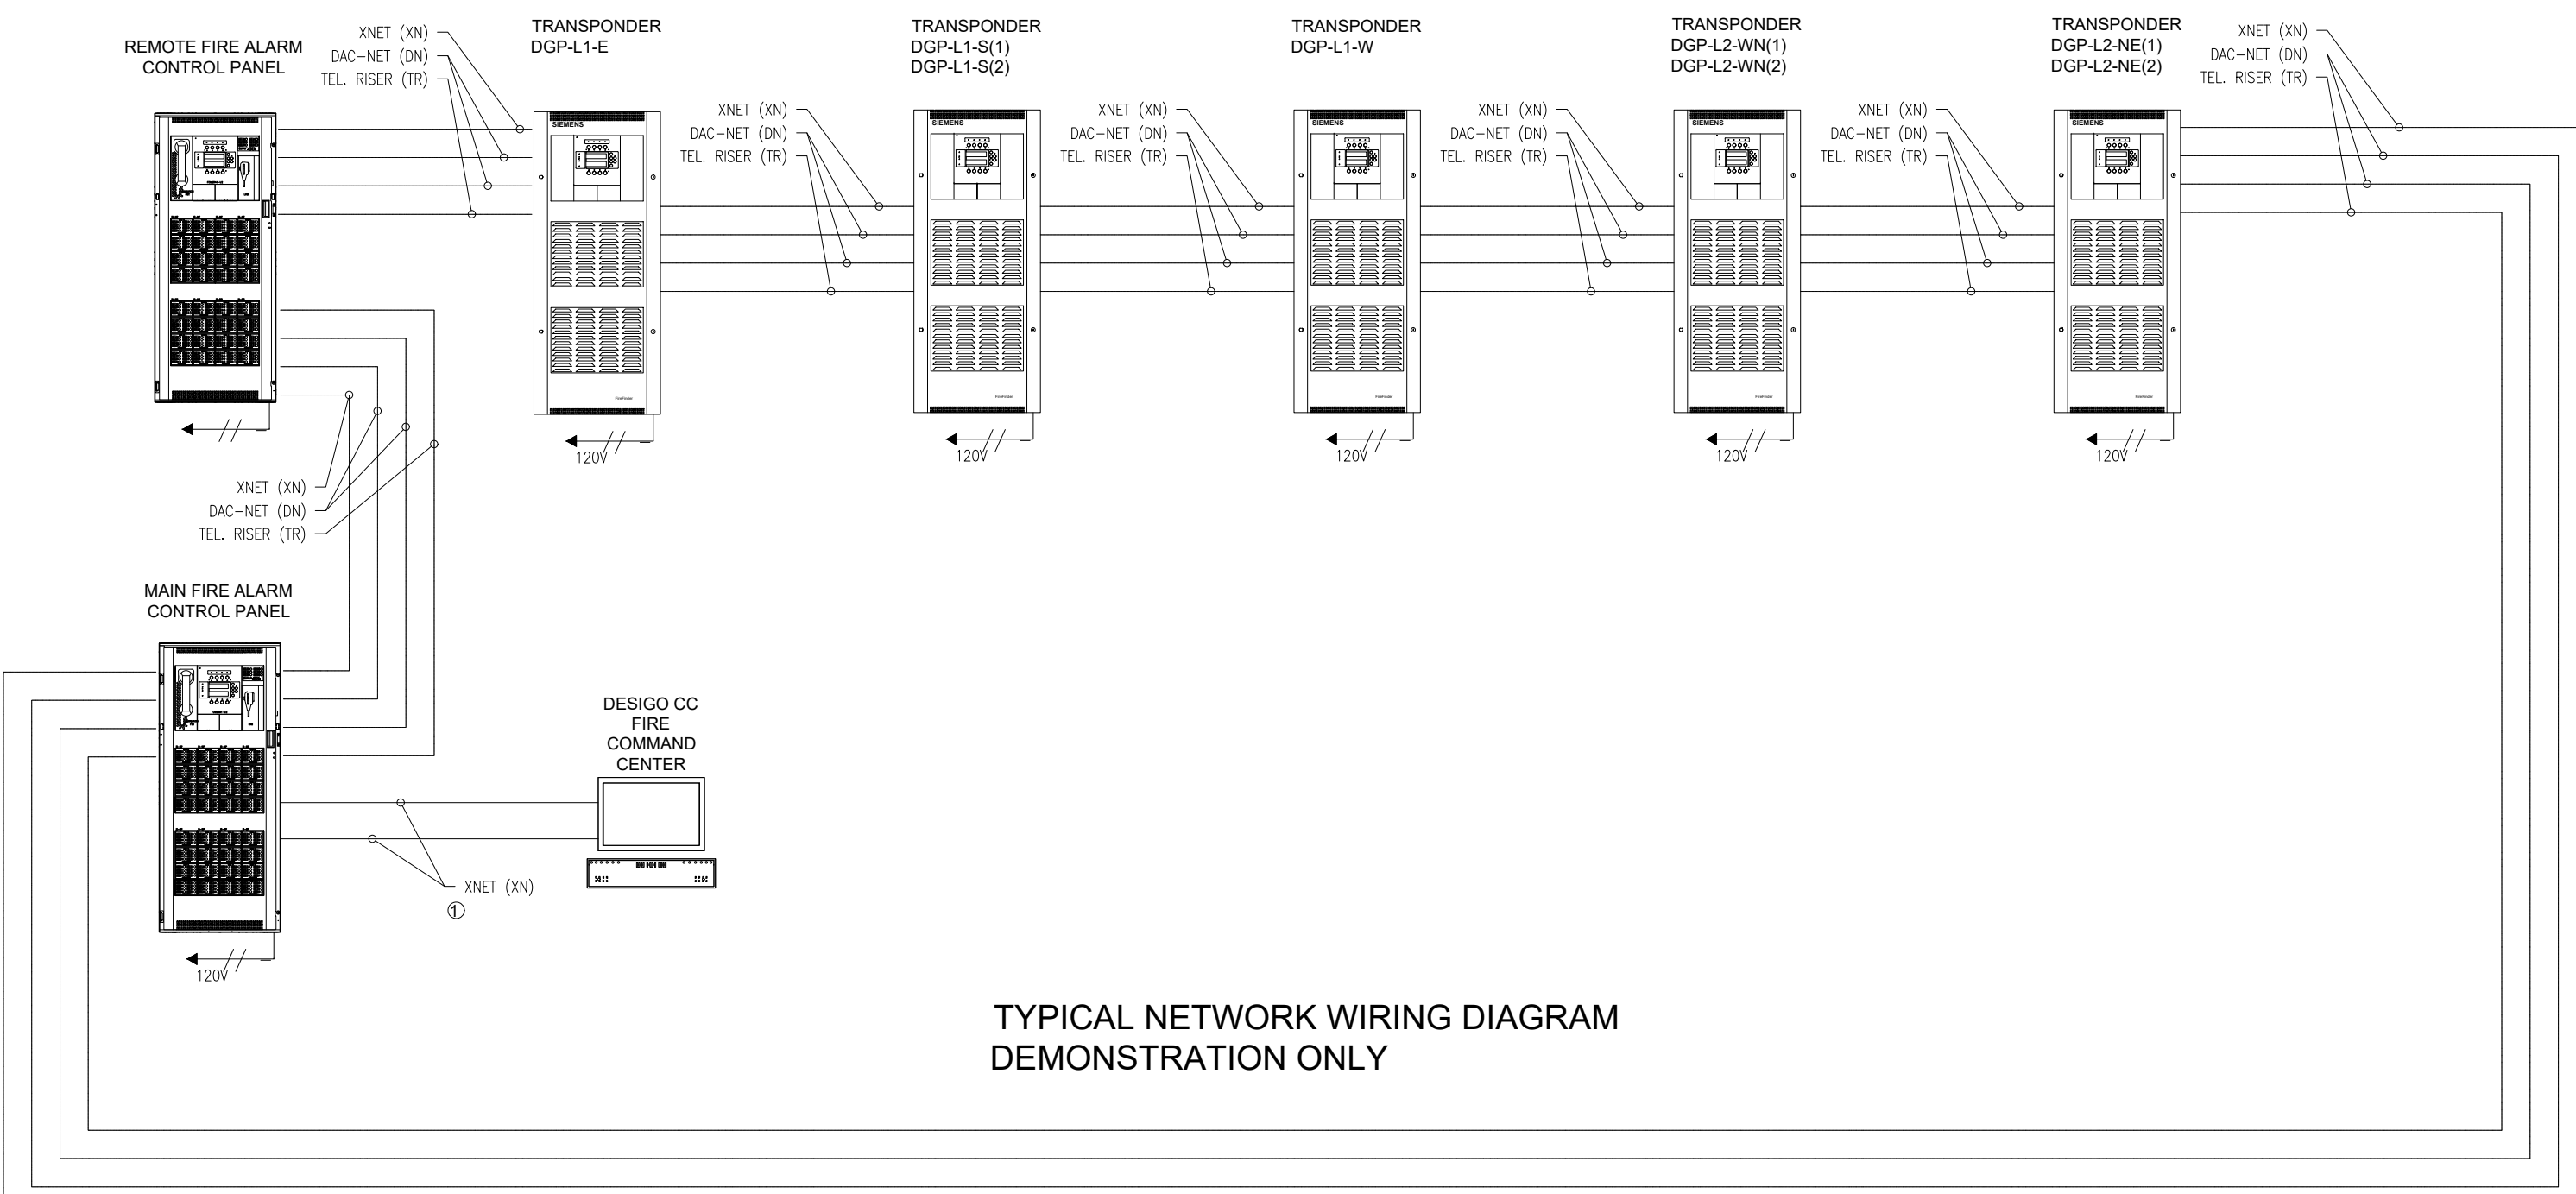 REMOTE FIRE ALARM
CONTROL PANEL
XNET (XN)
DAC-NET (DN)
TEL. RISER (TR)
TRANSPONDER
DGP-L1-E
TRANSPONDER
DGP-L1-S(1)
DGP-L1-S(2)
TRANSPONDER
DGP-L1-W
TRANSPONDER
DGP-L2-WN(1)
DGP-L2-WN(2)
TRANSPONDER
DGP-L2-NE(1)
DGP-L2-NE(2)
XNET (XN)
DAC-NET (DN)
TEL. RISER (TR)
XNET (XN)
DAC-NET (DN)
TEL. RISER (TR)
XNET (XN)
DAC-NET (DN)
TEL. RISER (TR)
XNET (XN)
DAC-NET (DN)
TEL. RISER (TR)
XNET (XN)
DAC-NET (DN)
TEL. RISER (TR)
SIEMENS
SIEMENS
SIEMENS
SIEMENS
SIEMENS
FireFinder
FireFinder
FireFinder
FireFinder
FireFinder
120V
120V
120V
120V
120V
XNET (XN)
DAC-NET (DN)
TEL. RISER (TR)
MAIN FIRE ALARM
CONTROL PANEL
DESIGO CC
FIRE
COMMAND
CENTER
XNET (XN)
1
120V
TYPICAL NETWORK WIRING DIAGRAM
DEMONSTRATION ONLY